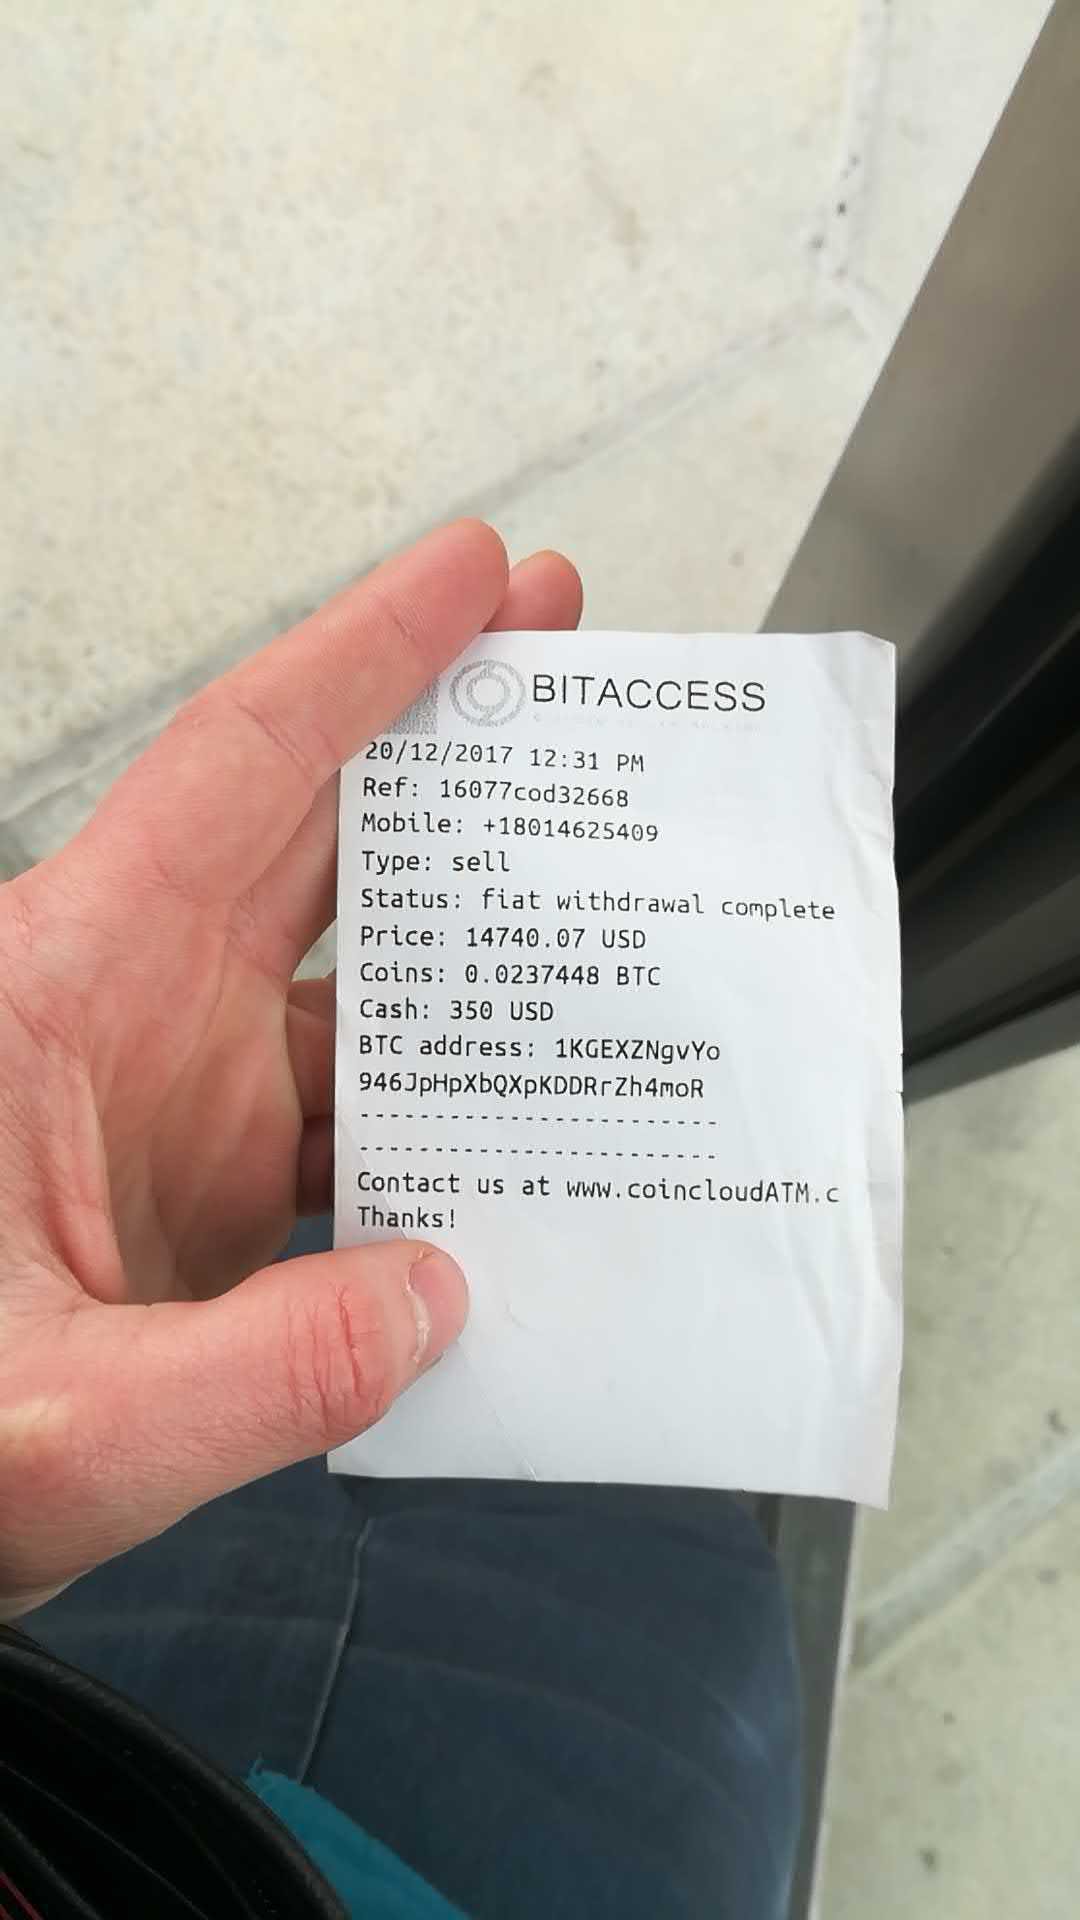 BITACCESS
20/12/2017 12:31 PM
Ref: 16077cod32668
Mobile: +18014625409
Type: sell
Status: fiat withdrawal complete
Price: 14740.07 USD
Coins: 0.0237448 BTC
Cash: 350 USD
BTC address: 1KGEXZNgvYo
946JpHpXbQXpKDDRrZh4moR
------------------------
------------------------
Contact us at www.coincloudATM.c
Thanks!